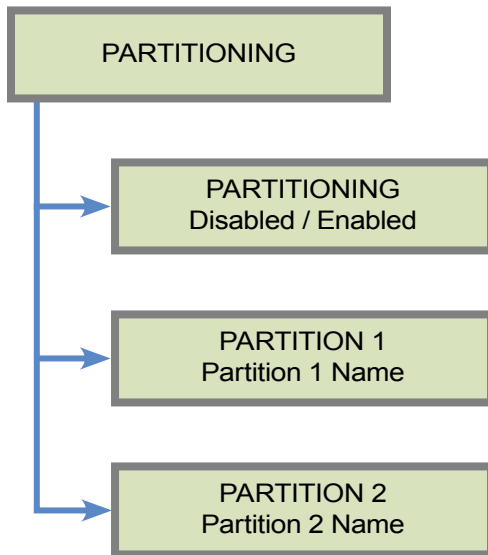 PARTITIONING
PARTITIONING
Disabled / Enabled
PARTITION 1
Partition 1 Name
PARTITION 2
Partition 2 Name